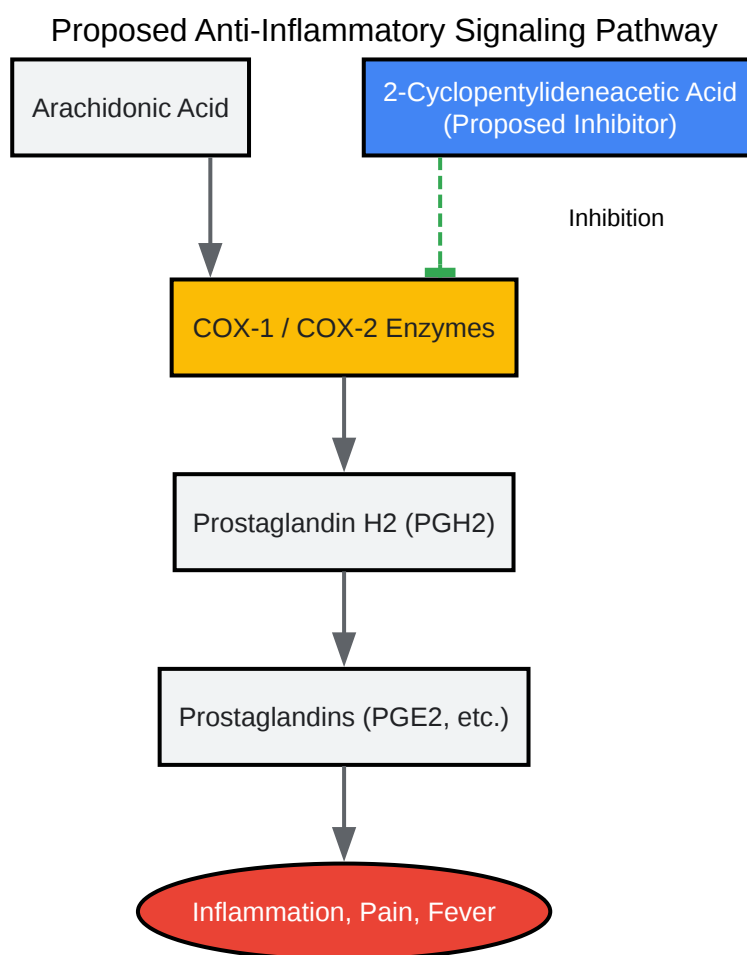 Proposed Anti-Inflammatory Signaling Pathway
Arachidonic Acid
2-Cyclopentylideneacetic Acid
(Proposed Inhibitor)
Inhibition
COX-1 / COX-2 Enzymes
Prostaglandin H2 (PGH2)
Prostaglandins (PGE2, etc.)
Inflammation, Pain, Fever